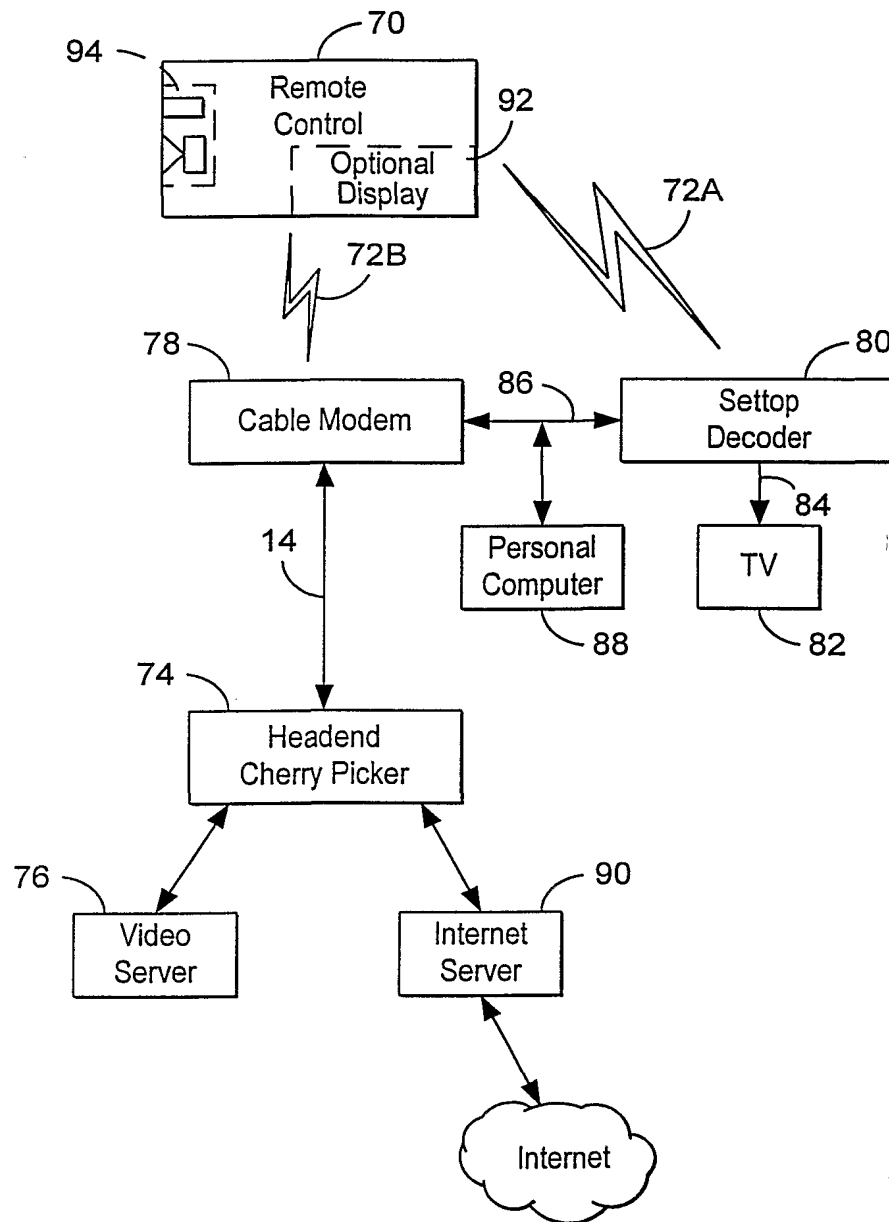 70
94
Remote
Control
92
Optional
Display
72A
72B
78
80
86
Cable Modem
Settop
Decoder
84
14
Personal
Computer
TV
88
82
74
Headend
Cherry Picker
76
90
Video
Server
Internet
Server
Internet